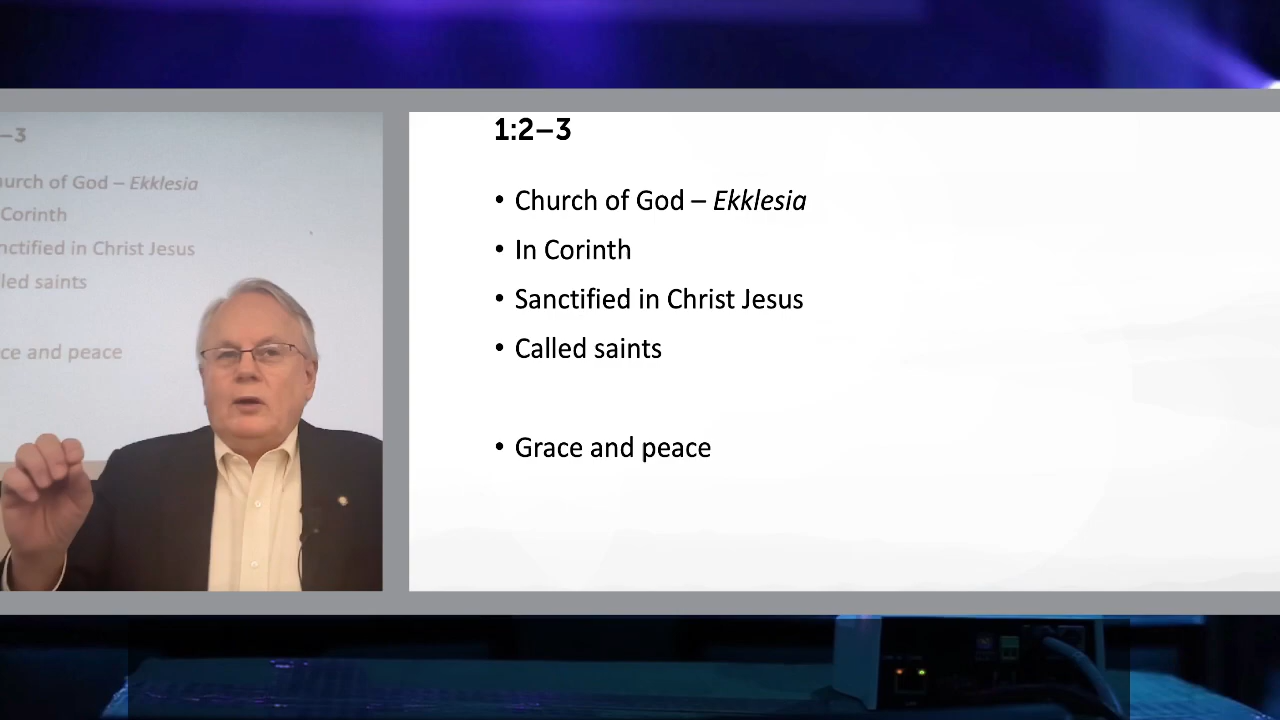 –3
urch of God – Ekklesia
Corinth
nctified in Christ Jesus
led saints
ce and peace
1:2–3
• Church of God – Ekklesia
• In Corinth
• Sanctified in Christ Jesus
• Called saints
• Grace and peace